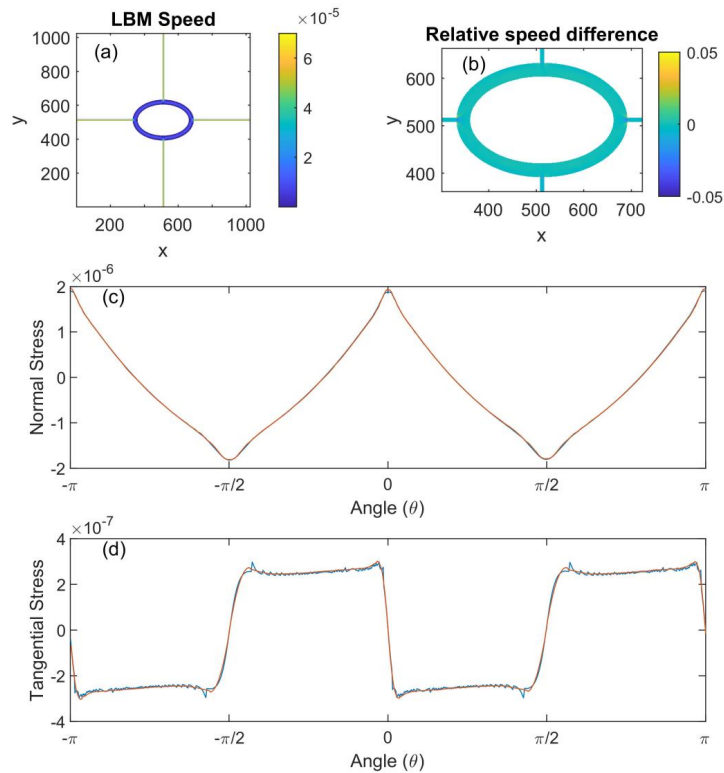 LBM Speed
×10⁻⁵
(a)
1000
800
600
400
200
y
200
600
1000
x
6
4
2
Relative speed difference
(b)
600
500
400
y
400
500
600
700
x
0.05
0
-0.05
×10⁻⁶
(c)
2
1
0
-1
-2
Normal Stress
-π
-π/2
0
π/2
π
Angle (θ)
×10⁻⁷
(d)
4
2
0
-2
-4
Tangential Stress
-π
-π/2
0
π/2
π
Angle (θ)